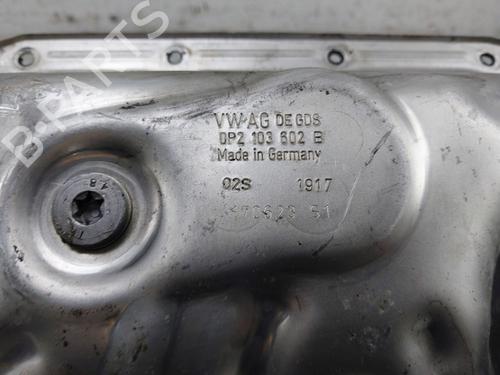 B-PARTS
VW-AG DE GDS
0P2 103 602 B
Made in Germany
02S 1917